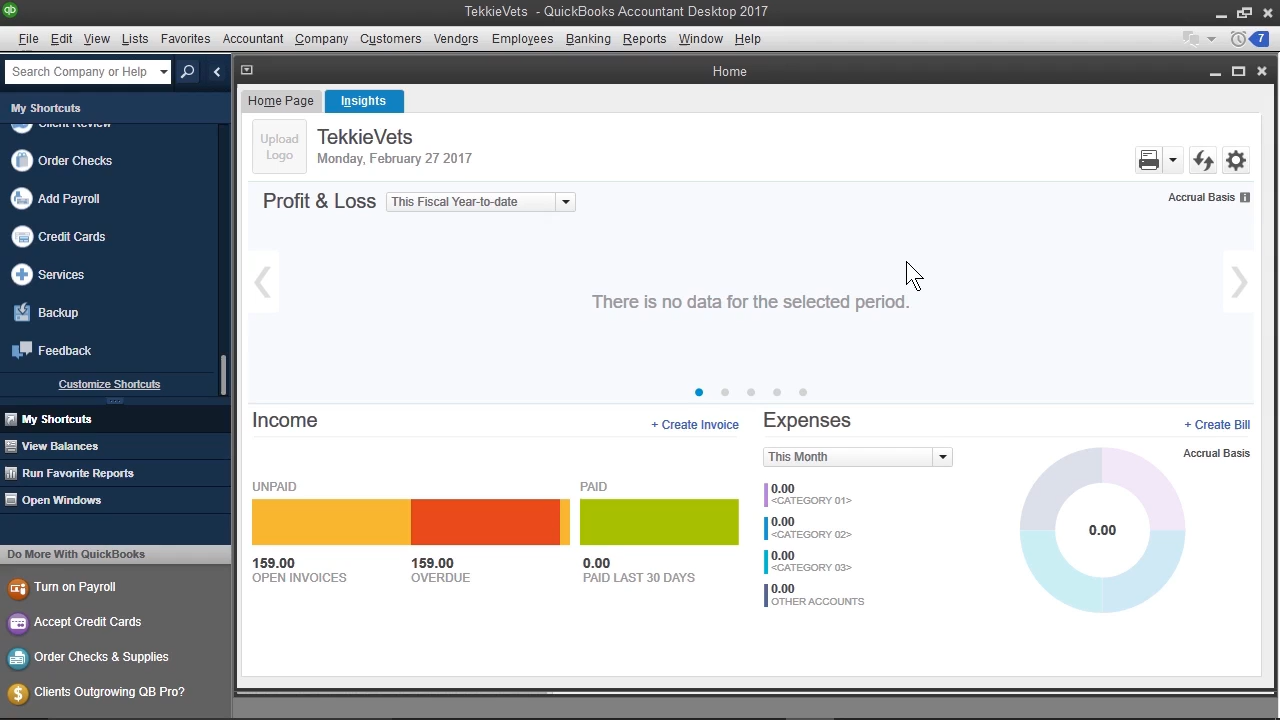 qb
TekkieVets - QuickBooks Accountant Desktop 2017
File Edit View Lists Favorites Accountant Company Customers Vendors Employees Banking Reports Window Help
7
Search Company or Help
Home
My Shortcuts
Home Page Insights
Client Review
Upload
Logo
TekkieVets
Monday, February 27 2017
Order Checks
Add Payroll
Credit Cards
Services
Backup
Feedback
Customize Shortcuts
My Shortcuts
View Balances
Run Favorite Reports
Open Windows
Do More With QuickBooks
Turn on Payroll
Accept Credit Cards
Order Checks & Supplies
$
Clients Outgrowing QB Pro?
Profit & Loss This Fiscal Year-to-date
Accrual Basis i
There is no data for the selected period.
Income
+ Create Invoice
UNPAID
PAID
159.00
OPEN INVOICES
159.00
OVERDUE
0.00
PAID LAST 30 DAYS
Expenses
+ Create Bill
This Month
Accrual Basis
0.00
<CATEGORY 01>
0.00
<CATEGORY 02>
0.00
<CATEGORY 03>
0.00
OTHER ACCOUNTS
0.00